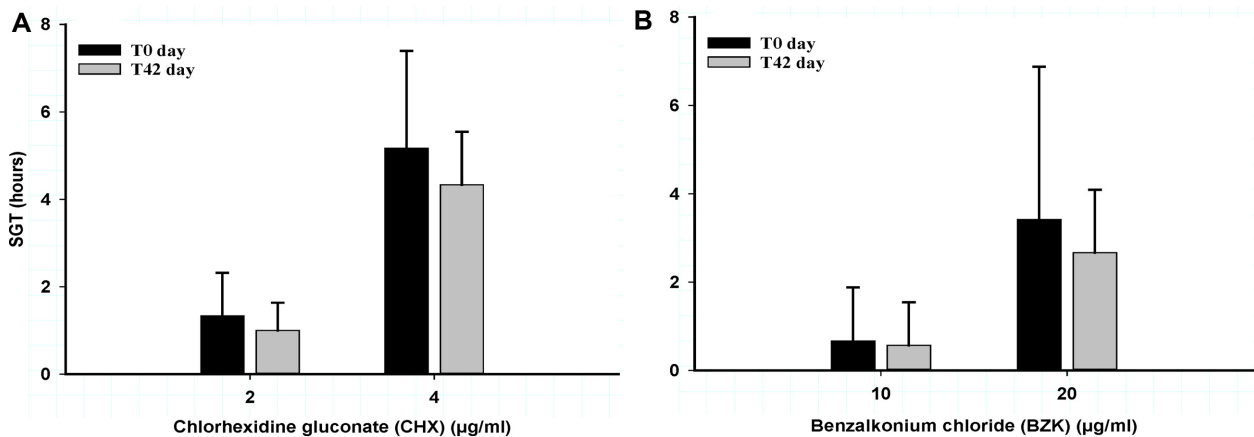 A
T0 day
T42 day
SGT (hours)
8
6
4
2
0
2
4
Chlorhexidine gluconate (CHX) (µg/ml)
B
T0 day
T42 day
8
6
4
2
0
10
20
Benzalkonium chloride (BZK) (µg/ml)